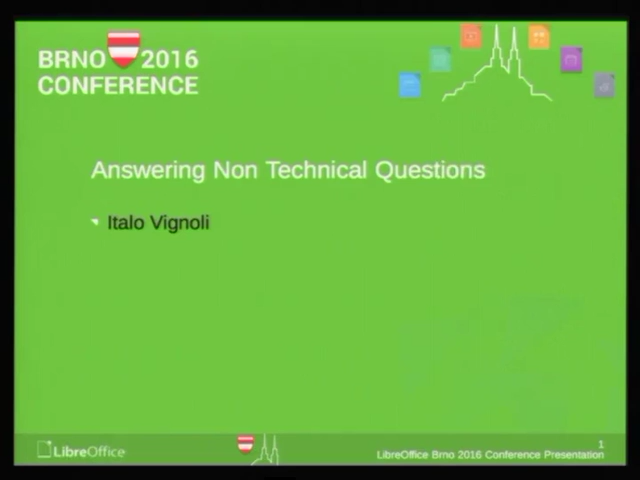 BRNO 2016
CONFERENCE
Answering Non Technical Questions
Italo Vignoli
LibreOffice
1
LibreOffice Brno 2016 Conference Presentation